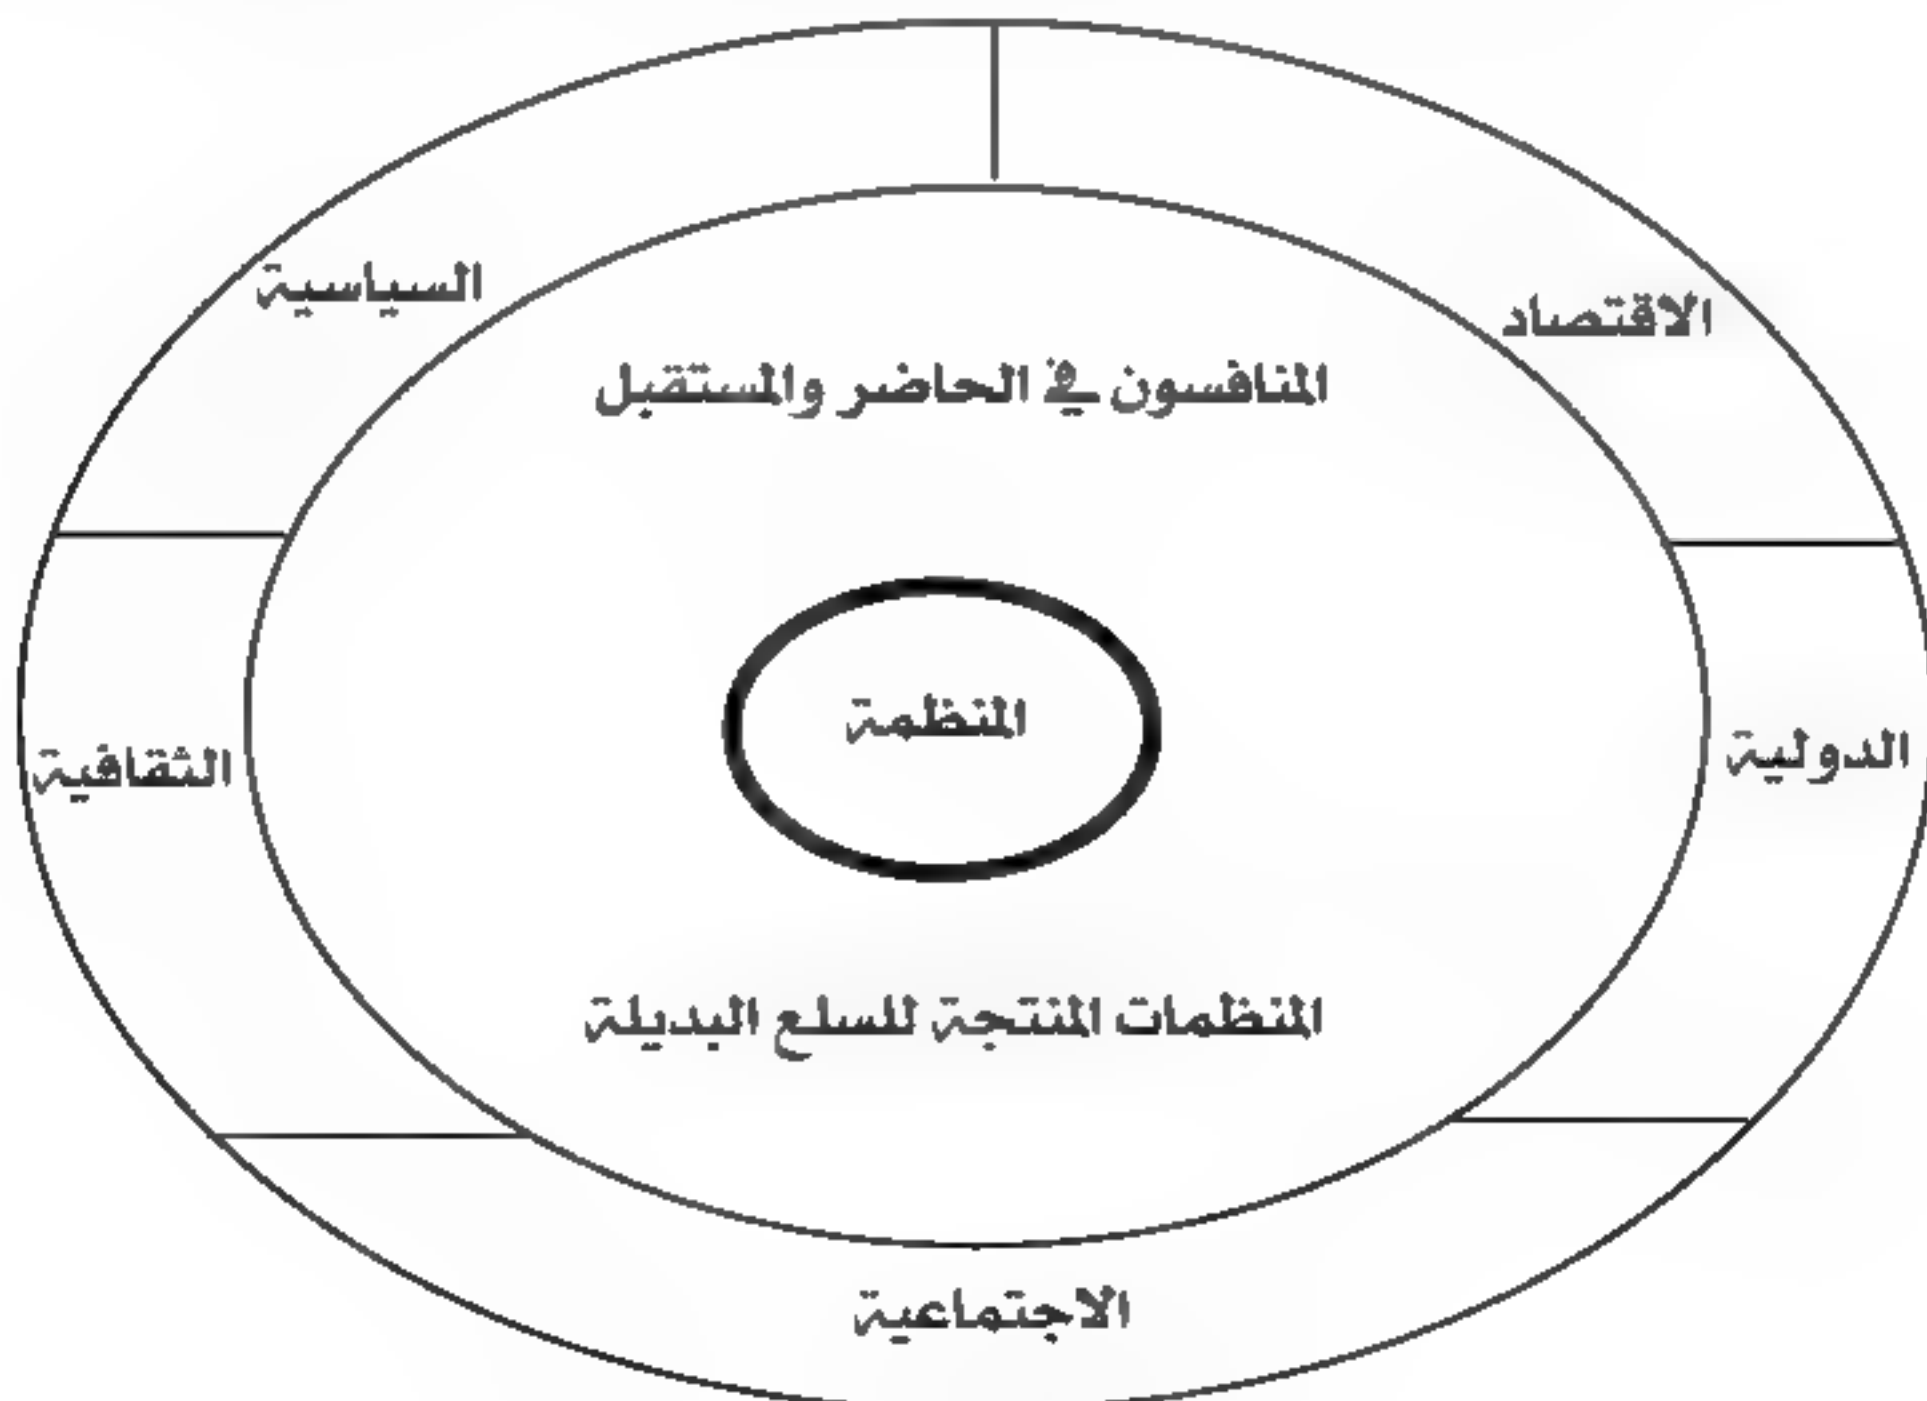 السياسية
الاقتصاد
المنافسون في الحاضر والمستقبل
المنظمة
الدولية
الثقافية
المنظمات المنتجة للسلع البديلة
الاجتماعية